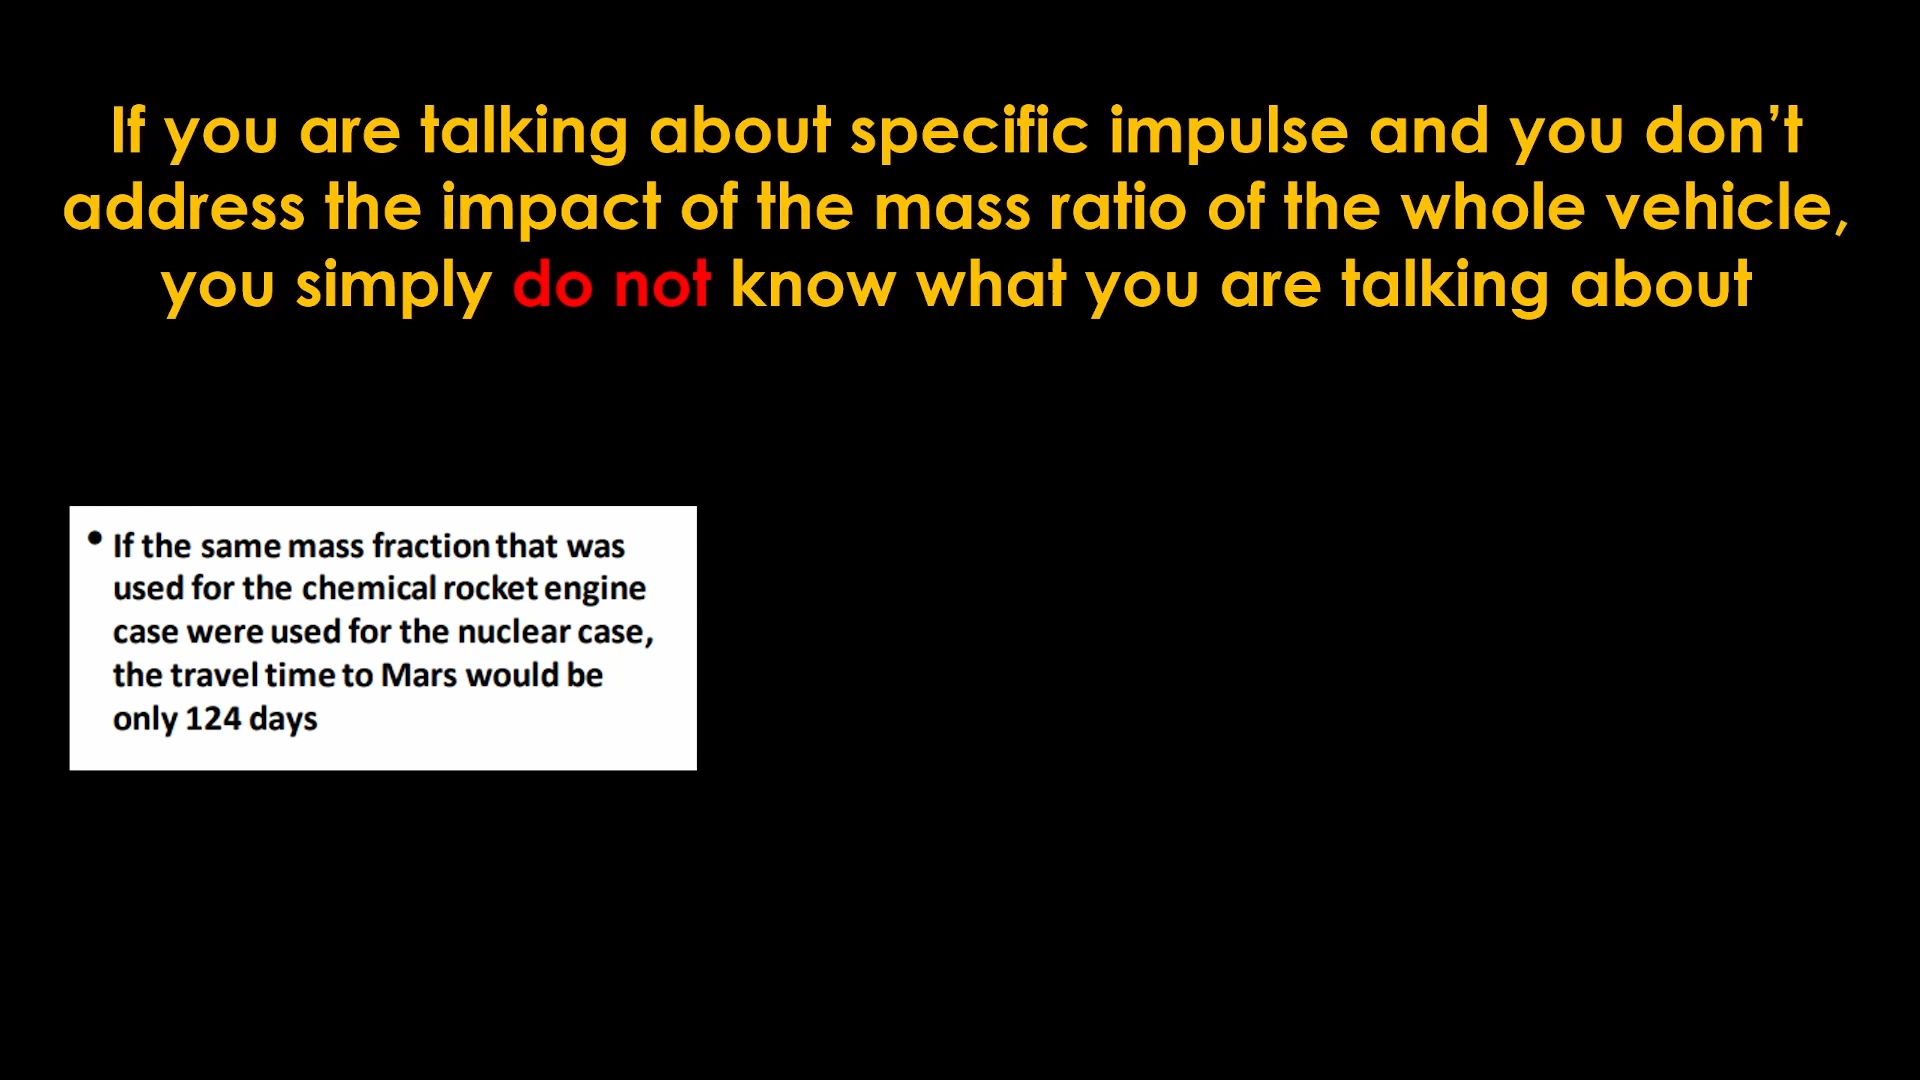 If you are talking about specific impulse and you don’t
address the impact of the mass ratio of the whole vehicle,
you simply do not know what you are talking about
• If the same mass fraction that was
used for the chemical rocket engine
case were used for the nuclear case,
the travel time to Mars would be
only 124 days